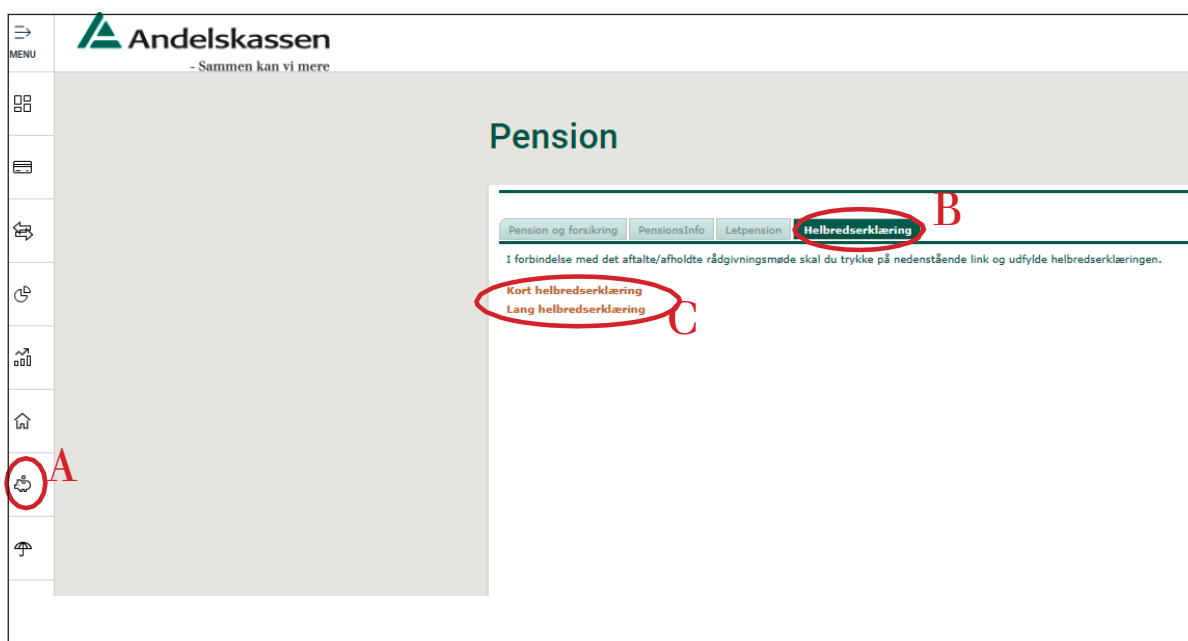 MENU
Andelskassen
- Sammen kan vi mere
Pension
B
Pension og forsikring PensionsInfo Letpension Helbredserklæring
I forbindelse med det aftalte/afholdte rådgivningsmøde skal du trykke på nedenstående link og udfylde helbredserklæringen.
Kort helbredserklæring
Lang helbredserklæring
C
A